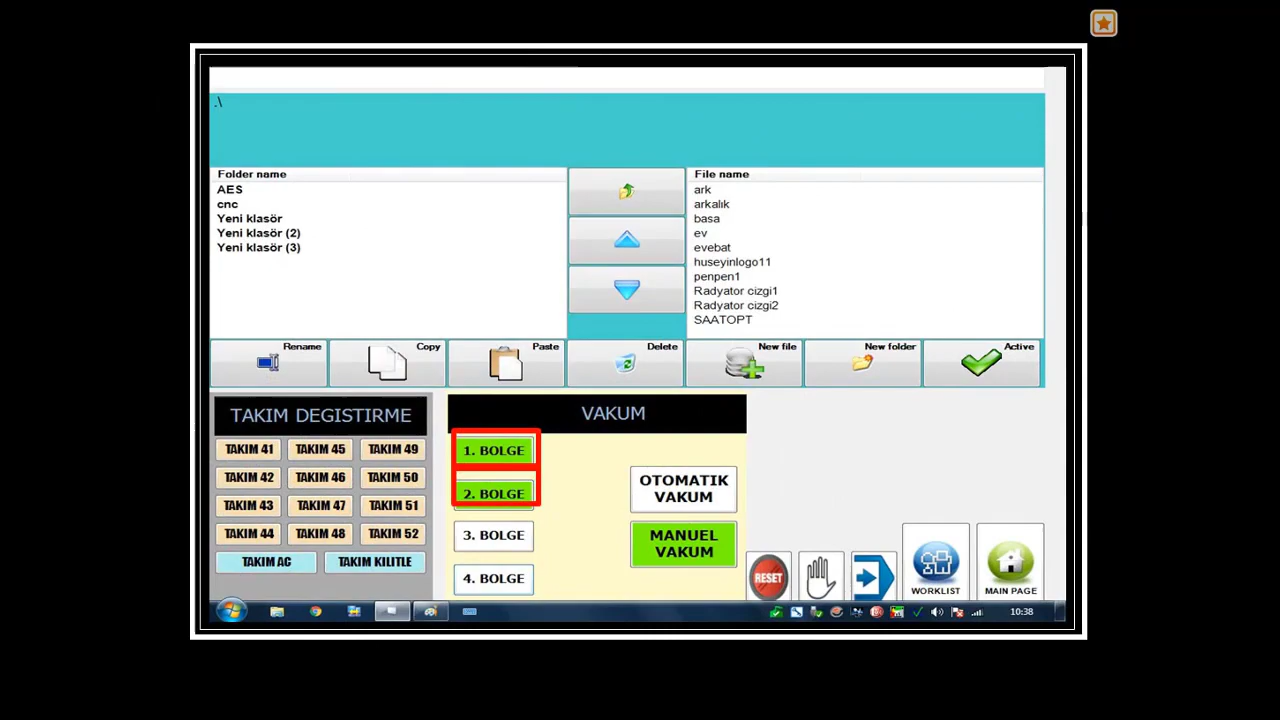 .\
Folder name
AES
cnc
Yeni klasör
Yeni klasör (2)
Yeni klasör (3)
File name
ark
arkalık
basa
ev
evebat
huseyinlogo11
penpen1
Radyator cizgi1
Radyator cizgi2
SAATOPT
Rename
Copy
Paste
Delete
New file
New folder
Active
TAKIM DEGISTIRME
TAKIM 41 TAKIM 45 TAKIM 49
TAKIM 42 TAKIM 46 TAKIM 50
TAKIM 43 TAKIM 47 TAKIM 51
TAKIM 44 TAKIM 48 TAKIM 52
TAKIM AC TAKIM KILITLE
VAKUM
1. BOLGE
2. BOLGE
3. BOLGE
4. BOLGE
OTOMATIK
VAKUM
MANUEL
VAKUM
RESET
WORKLIST
MAIN PAGE
10:38